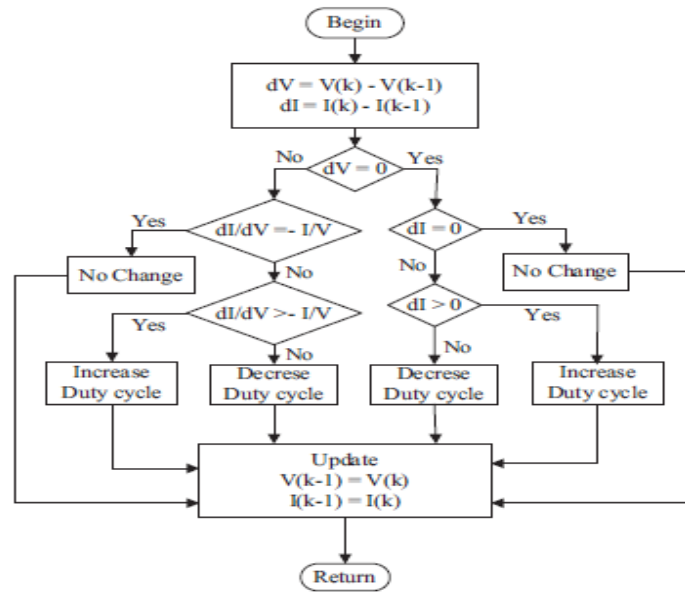 Begin
dV = V(k) - V(k-1)
dI = I(k) - I(k-1)
No
dV = 0
Yes
Yes
dI/dV =- I/V
dI = 0
Yes
No Change
No
No
No Change
Yes
dI/dV >- I/V
dI > 0
Yes
No
No
Increase
Duty cycle
Decrese
Duty cycle
Decrese
Duty cycle
Increase
Duty cycle
Update
V(k-1) = V(k)
I(k-1) = I(k)
Return